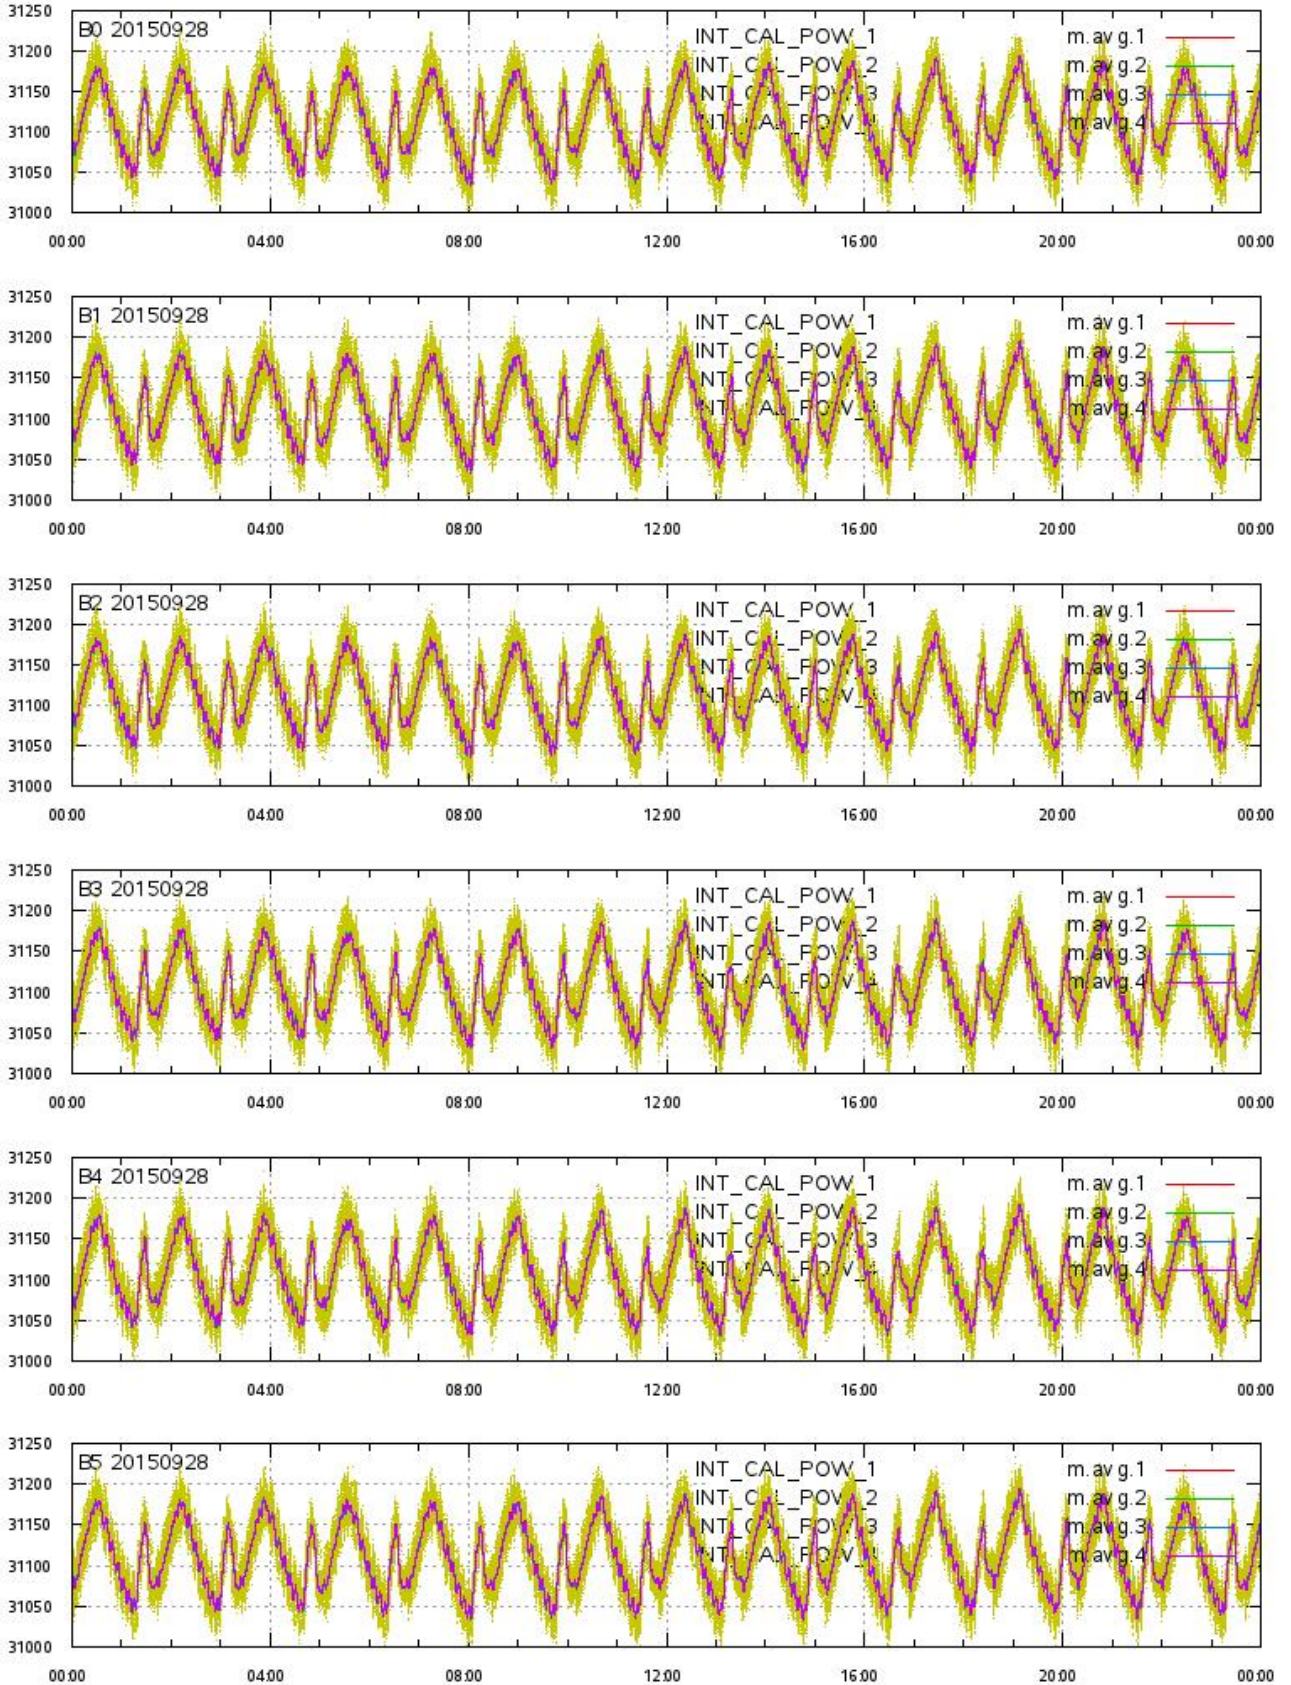 31250
B0 20150928 INT_CAL_POW_1 m.avg.1
31200
INT_CAL_POW_2 m.avg.2
31150
INT_CAL_POW_3 m.avg.3
31100
INT_CAL_POW_4 m.avg.4
31050
31000
00:00 04:00 08:00 12:00 16:00 20:00 00:00
31250
B1 20150928 INT_CAL_POW_1 m.avg.1
31200
INT_CAL_POW_2 m.avg.2
31150
INT_CAL_POW_3 m.avg.3
31100
INT_CAL_POW_4 m.avg.4
31050
31000
00:00 04:00 08:00 12:00 16:00 20:00 00:00
31250
B2 20150928 INT_CAL_POW_1 m.avg.1
31200
INT_CAL_POW_2 m.avg.2
31150
INT_CAL_POW_3 m.avg.3
31100
INT_CAL_POW_4 m.avg.4
31050
31000
00:00 04:00 08:00 12:00 16:00 20:00 00:00
31250
B3 20150928 INT_CAL_POW_1 m.avg.1
31200
INT_CAL_POW_2 m.avg.2
31150
INT_CAL_POW_3 m.avg.3
31100
INT_CAL_POW_4 m.avg.4
31050
31000
00:00 04:00 08:00 12:00 16:00 20:00 00:00
31250
B4 20150928 INT_CAL_POW_1 m.avg.1
31200
INT_CAL_POW_2 m.avg.2
31150
INT_CAL_POW_3 m.avg.3
31100
INT_CAL_POW_4 m.avg.4
31050
31000
00:00 04:00 08:00 12:00 16:00 20:00 00:00
31250
B5 20150928 INT_CAL_POW_1 m.avg.1
31200
INT_CAL_POW_2 m.avg.2
31150
INT_CAL_POW_3 m.avg.3
31100
INT_CAL_POW_4 m.avg.4
31050
31000
00:00 04:00 08:00 12:00 16:00 20:00 00:00